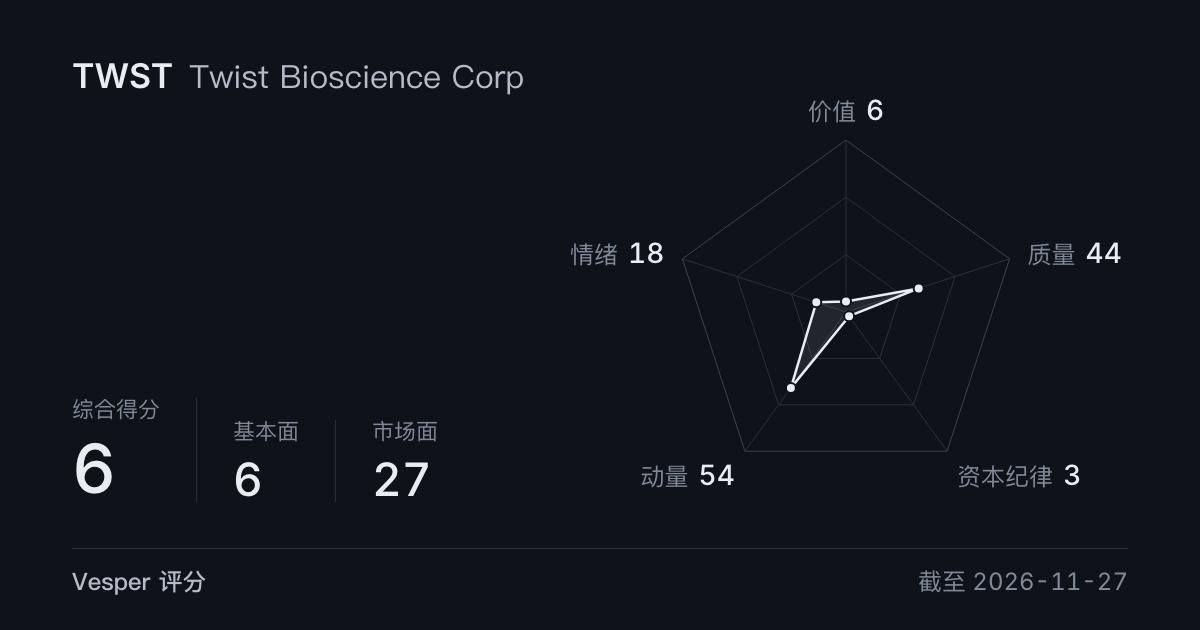 TWST Twist Bioscience Corp
价值 6
情绪 18
质量 44
动量 54
资本纪律 3
综合得分
6
基本面
6
市场面
27
Vesper 评分
截至 2026-11-27